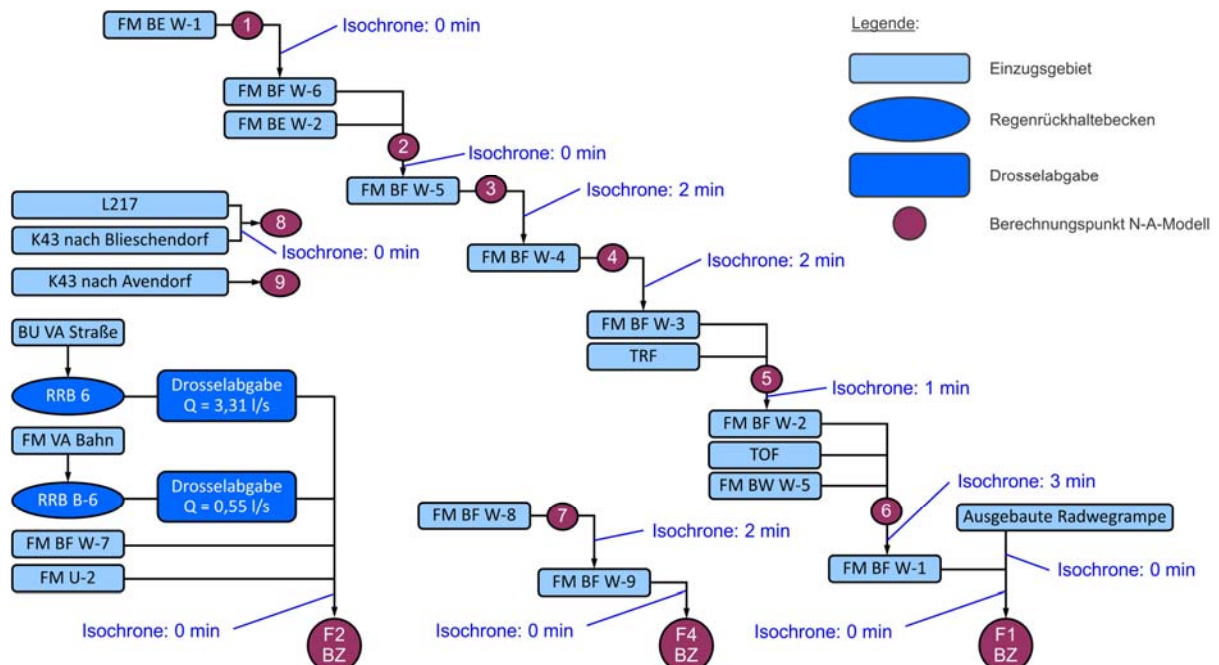 FM BE W-1
1
Isochrone: 0 min
FM BF W-6
FM BE W-2
2
Isochrone: 0 min
FM BF W-5
3
Isochrone: 2 min
FM BF W-4
4
Isochrone: 2 min
FM BF W-3
TRF
5
Isochrone: 1 min
FM BF W-2
TOF
FM BW W-5
6
Isochrone: 3 min
Ausgebaute Radwegrampe
FM BF W-1
Isochrone: 0 min
Isochrone: 0 min
F1
BZ
L217
K43 nach Blieschendorf
8
Isochrone: 0 min
K43 nach Avendorf
9
BU VA Straße
RRB 6
Drosselabgabe
Q = 3,31 l/s
FM VA Bahn
RRB B-6
Drosselabgabe
Q = 0,55 l/s
FM BF W-7
FM U-2
Isochrone: 0 min
F2
BZ
FM BF W-8
7
Isochrone: 2 min
FM BF W-9
Isochrone: 0 min
F4
BZ
Legende:
Einzugsgebiet
Regenrückhaltebecken
Drosselabgabe
Berechnungspunkt N-A-Modell